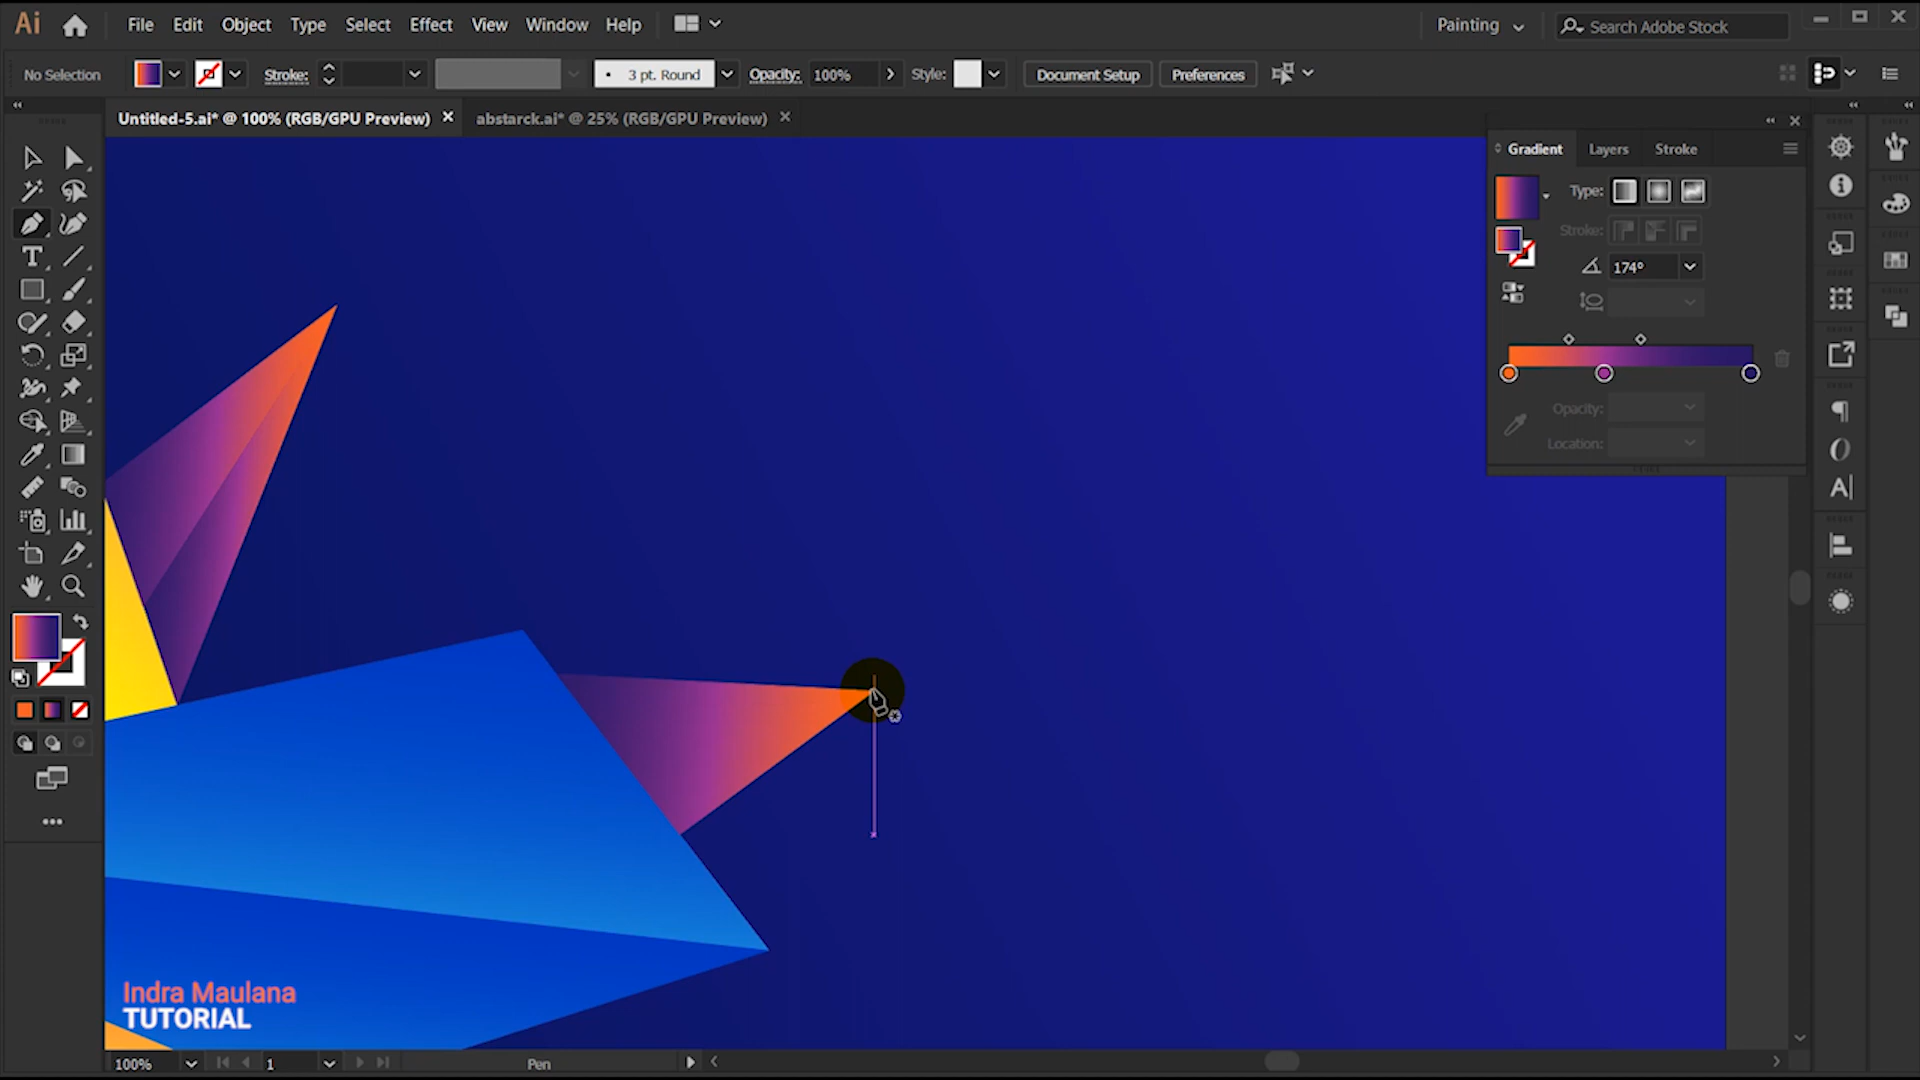 Ai File Edit Object Type Select Effect View Window Help Painting Search Adobe Stock
No Selection Stroke: 3 pt. Round Opacity: 100% Style: Document Setup Preferences
Untitled-5.ai* @ 100% (RGB/GPU Preview) abstarck.ai* @ 25% (RGB/GPU Preview)
Gradient Layers Stroke
Type:
Stroke:
174°
Opacity:
Location:
Indra Maulana
TUTORIAL
100% 1 Pen